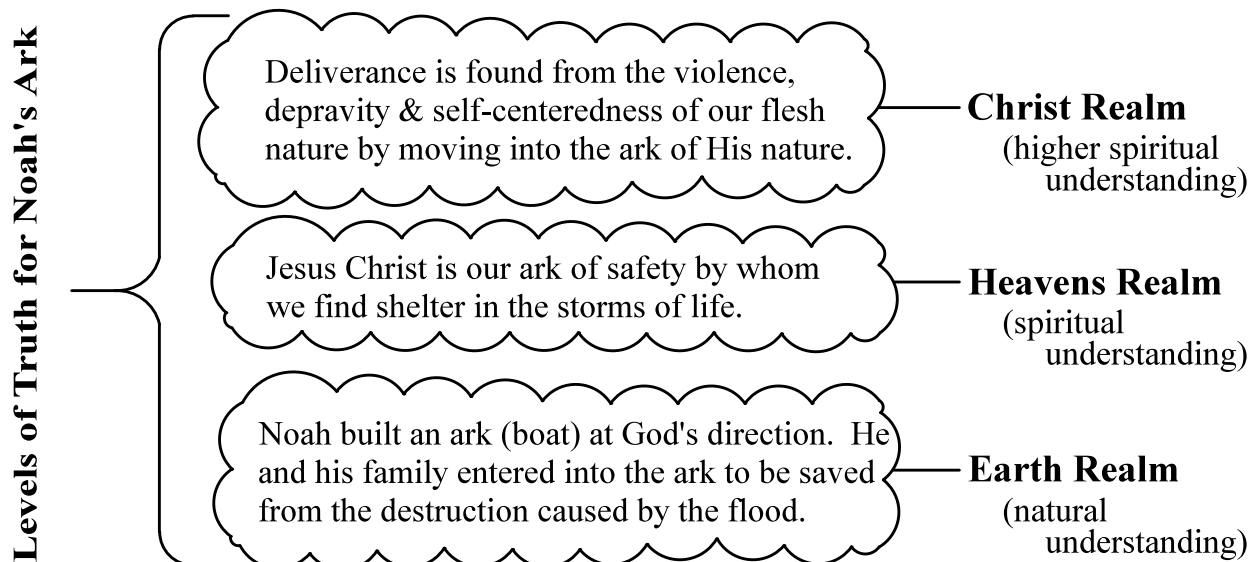 Levels of Truth for Noah's Ark
Deliverance is found from the violence,
depravity & self-centeredness of our flesh
nature by moving into the ark of His nature.
Christ Realm
(higher spiritual
understanding)
Jesus Christ is our ark of safety by whom
we find shelter in the storms of life.
Heavens Realm
(spiritual
understanding)
Noah built an ark (boat) at God's direction.  He
and his family entered into the ark to be saved
from the destruction caused by the flood.
Earth Realm
(natural
understanding)